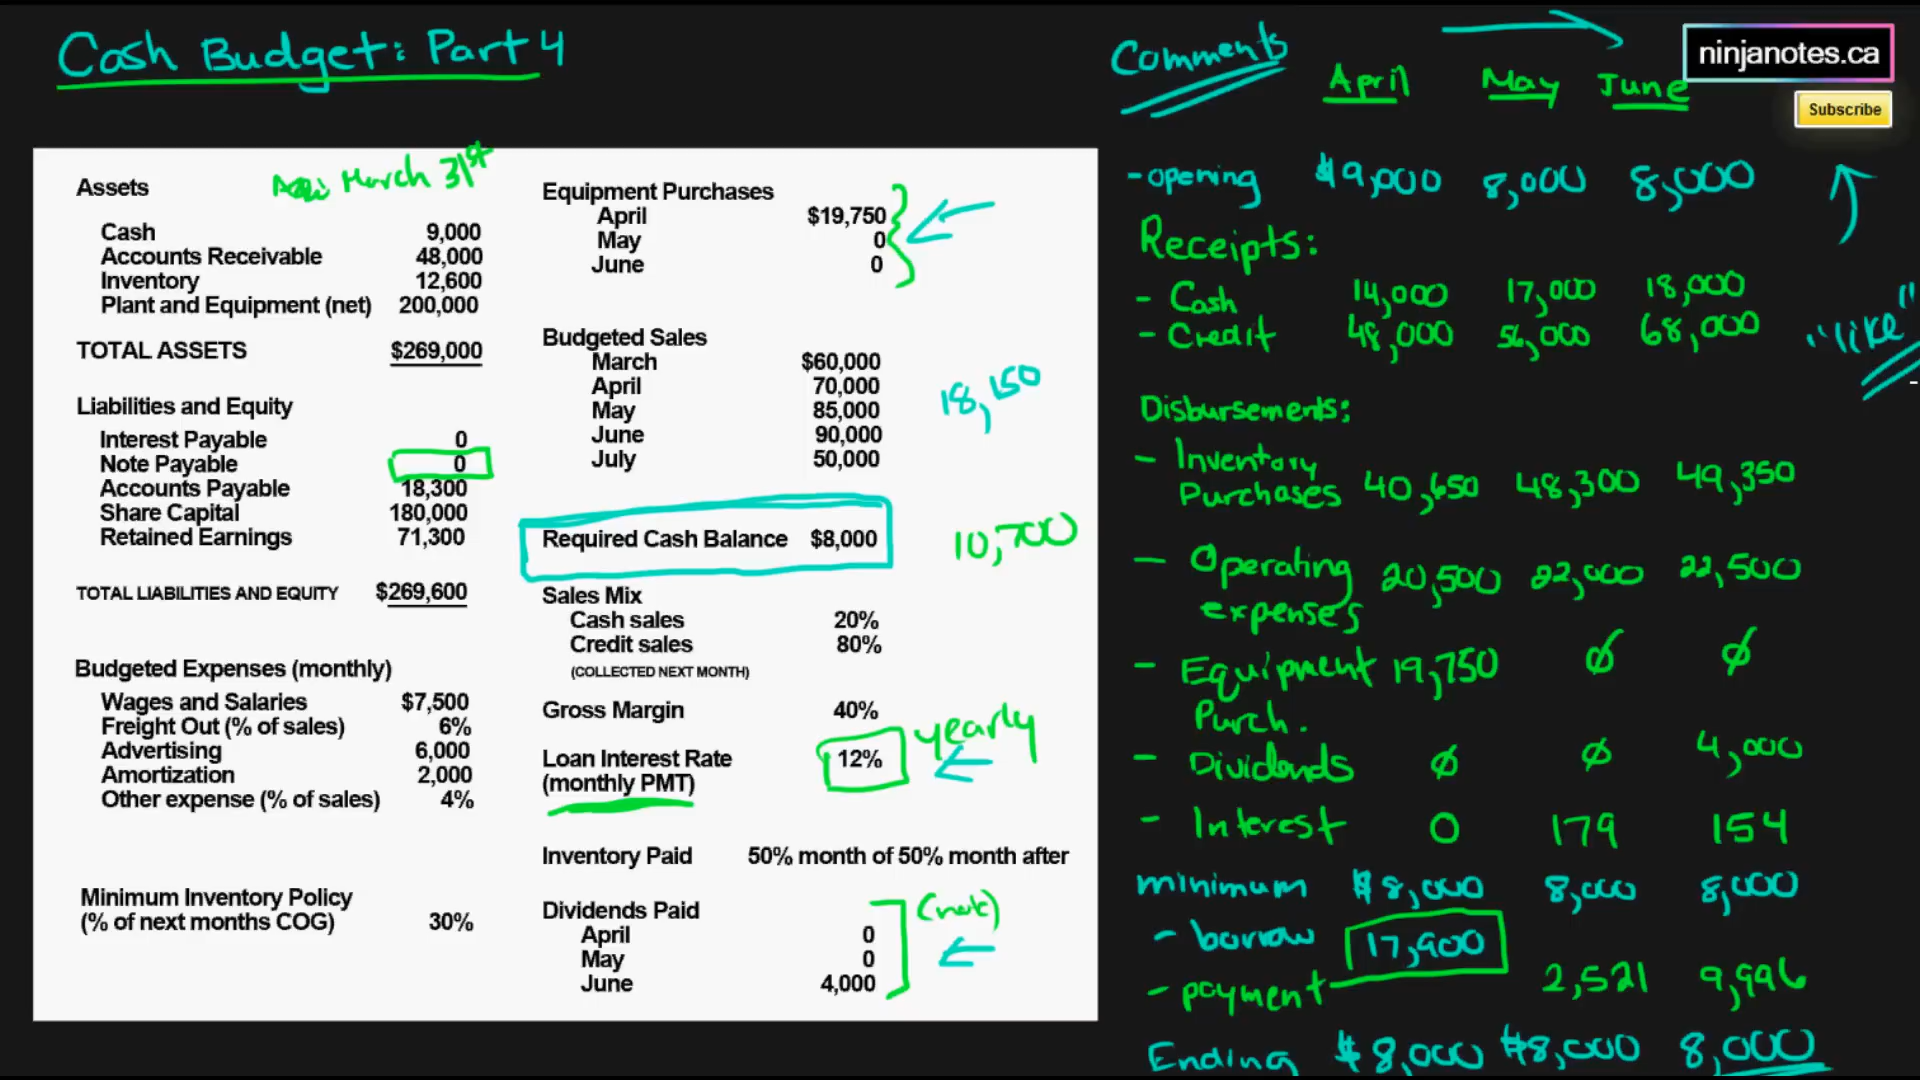 Cash Budget: Part 4
Comments
April May June
ninjanotes.ca
Subscribe
March 31st
Assets
Cash 9,000
Accounts Receivable 48,000
Inventory 12,600
Plant and Equipment (net) 200,000
TOTAL ASSETS $269,000
Liabilities and Equity
Interest Payable 0
Note Payable 0
Accounts Payable 18,300
Share Capital 180,000
Retained Earnings 71,300
TOTAL LIABILITIES AND EQUITY $269,600
Budgeted Expenses (monthly)
Wages and Salaries $7,500
Freight Out (% of sales) 6%
Advertising 6,000
Amortization 2,000
Other expense (% of sales) 4%
Minimum Inventory Policy
(% of next months COG) 30%
Equipment Purchases
April $19,750
May 0
June 0
Budgeted Sales
March $60,000
April 70,000
May 85,000
June 90,000
July 50,000
18,150
Required Cash Balance $8,000
10,700
Sales Mix
Cash sales 20%
Credit sales 80%
(COLLECTED NEXT MONTH)
Gross Margin 40%
Loan Interest Rate 12% yearly
(monthly PMT)
Inventory Paid 50% month of 50% month after
Dividends Paid
April 0
May 0
June 4,000
- opening $9,000 8,000 8,000
Receipts:
- Cash 14,000 17,000 18,000
- Credit 48,000 56,000 68,000
"like"
Disbursements:
- Inventory
Purchases 40,650 48,300 49,350
- Operating
expenses 20,500 22,000 22,500
- Equipment 19,750 ø ø
Purch.
- Dividends ø ø 4,000
- Interest 0 179 154
minimum $8,000 8,000 8,000
- borrow 17,900
- payment 2,521 9,996
Ending $8,000 $8,000 8,000